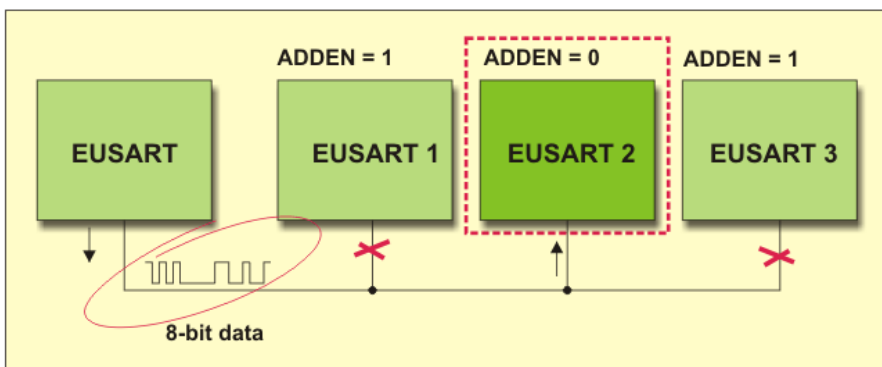 ADDEN = 1
ADDEN = 0
ADDEN = 1
EUSART
EUSART 1
EUSART 2
EUSART 3
8-bit data